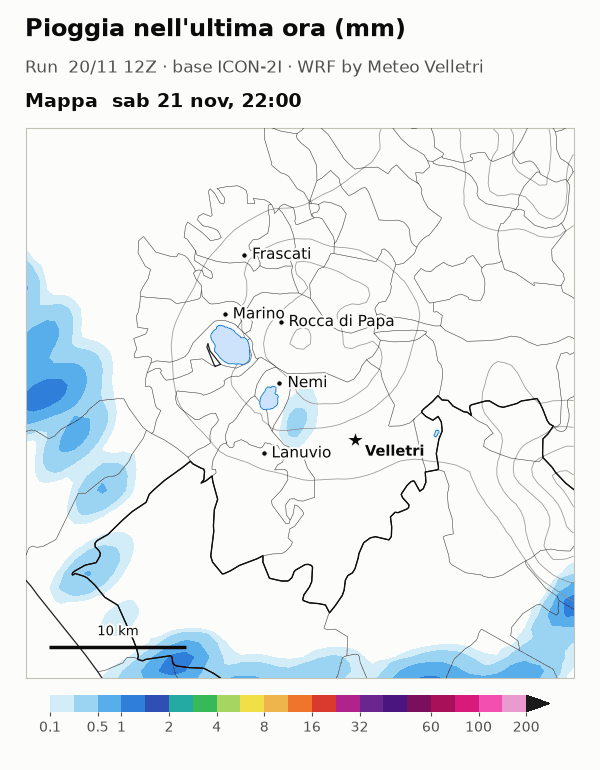 Pioggia nell'ultima ora (mm)
Run  20/11 12Z · base ICON-2I · WRF by Meteo Velletri
Mappa  sab 21 nov, 22:00
Frascati
Marino
Rocca di Papa
Nemi
Velletri
Lanuvio
10 km
0.1 0.5 1 2 4 8 16 32 60 100 200